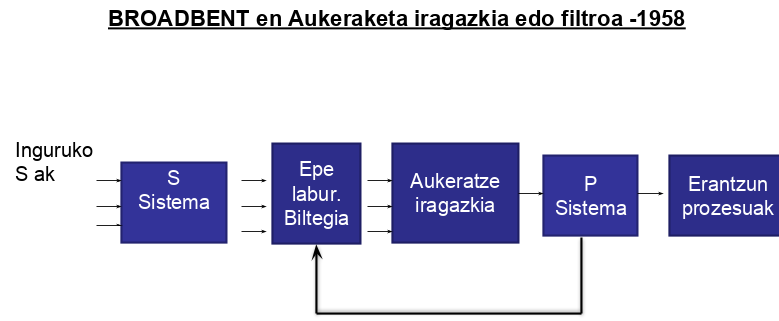 BROADBENT en Aukeraketa iragazkia edo filtroa -1958
Inguruko
S ak
S
Sistema
Epe
labur.
Biltegia
Aukeratze
iragazkia
P
Sistema
Erantzun
prozesuak